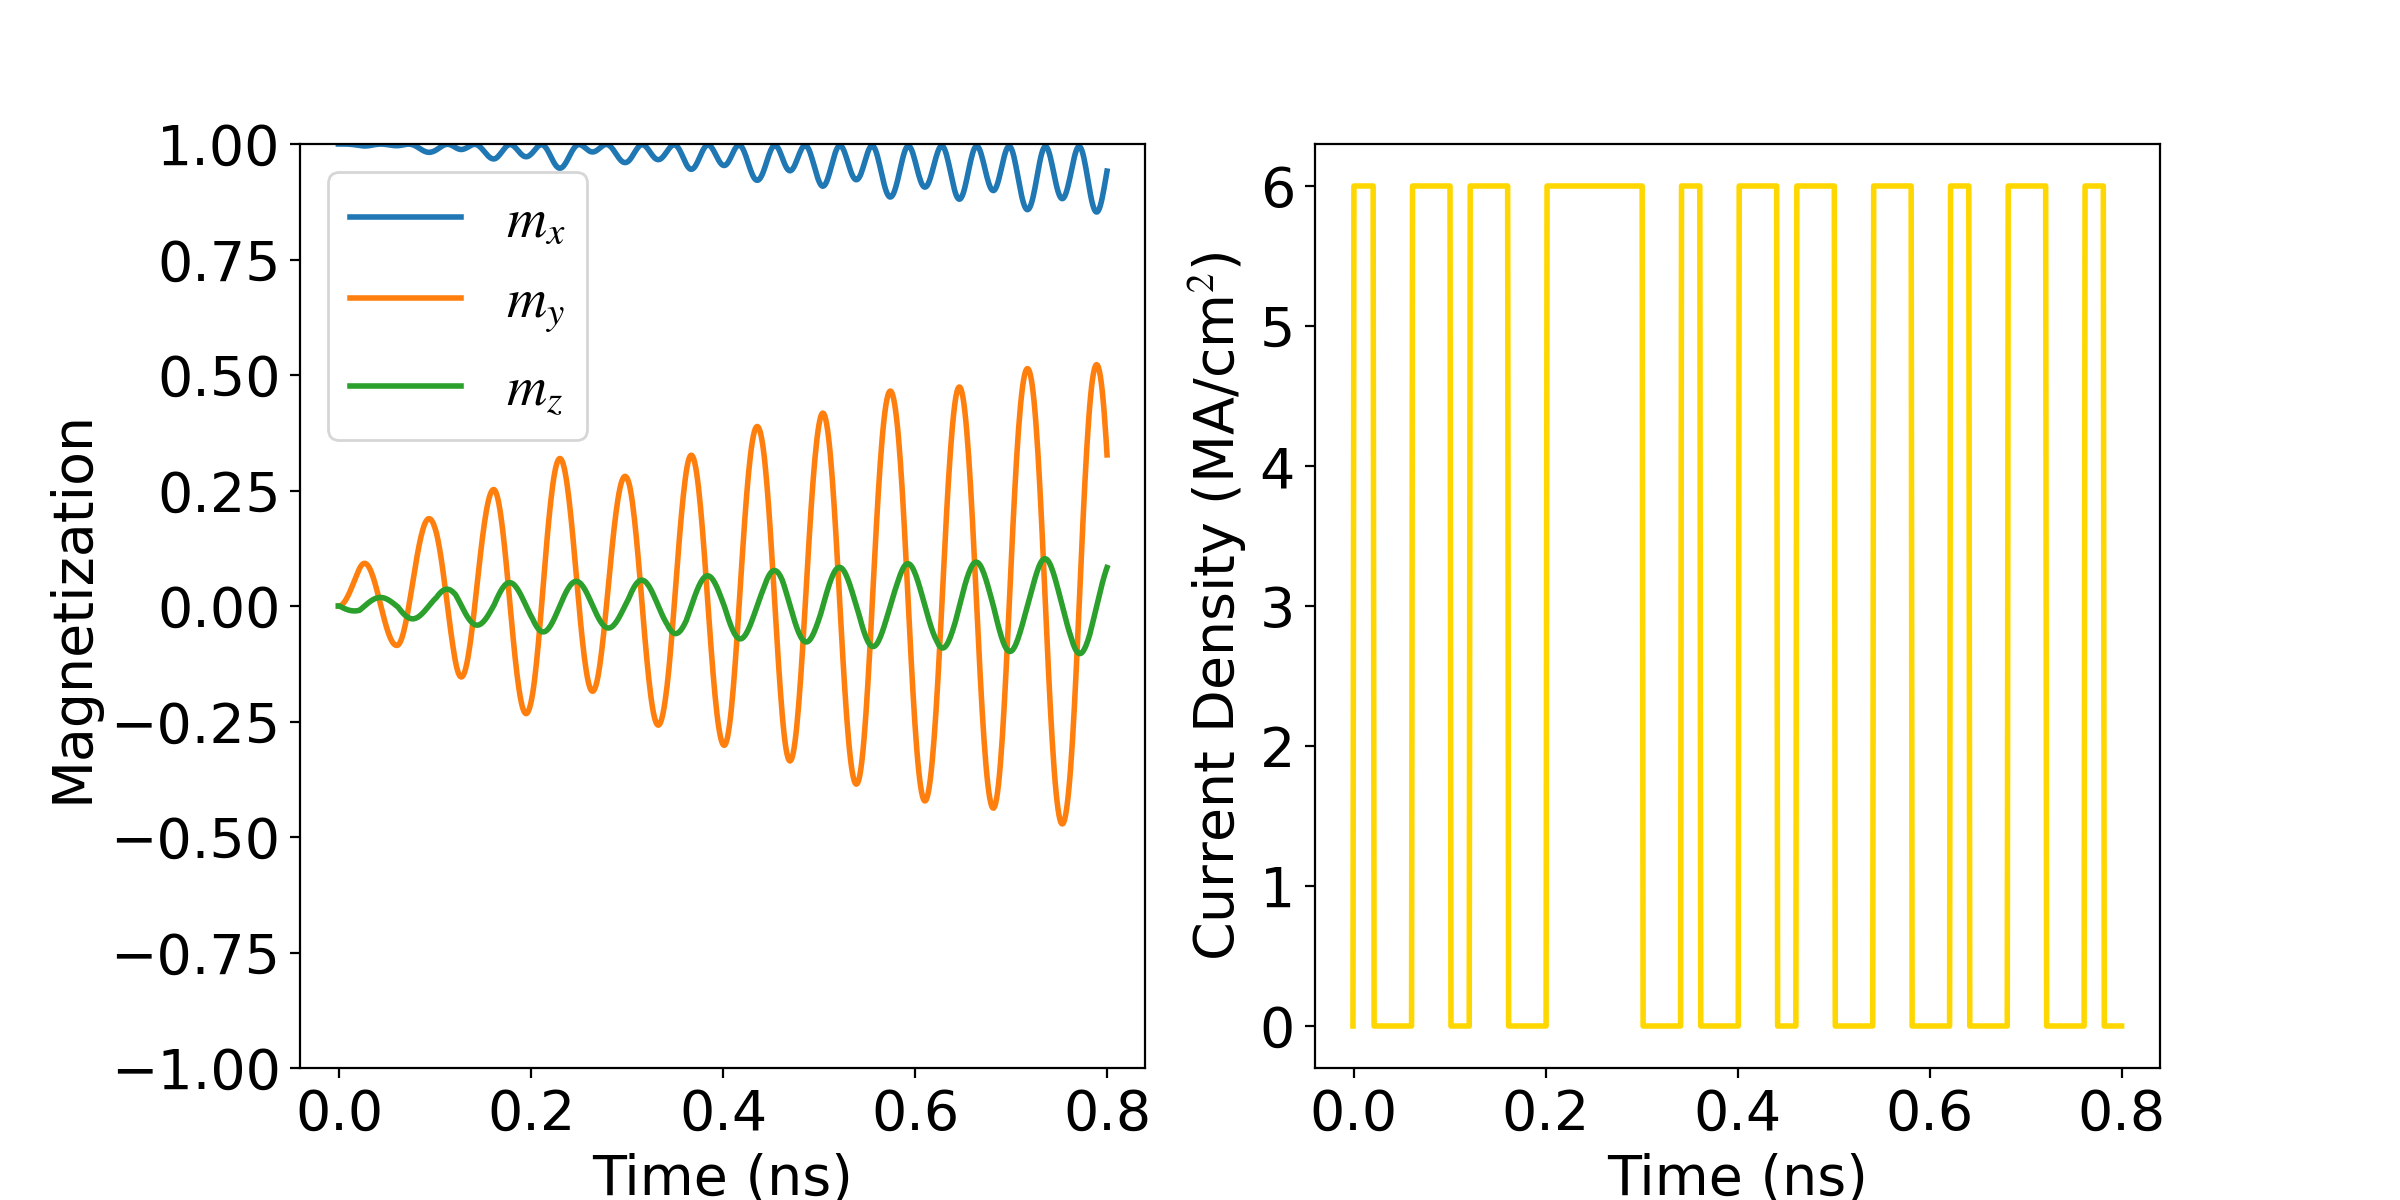 1.00
0.75
0.50
0.25
0.00
−0.25
−0.50
−0.75
−1.00
Magnetization
m_x
m_y
m_z
0.0 0.2 0.4 0.6 0.8
Time (ns)
6
5
4
3
2
1
0
Current Density (MA/cm²)
0.0 0.2 0.4 0.6 0.8
Time (ns)